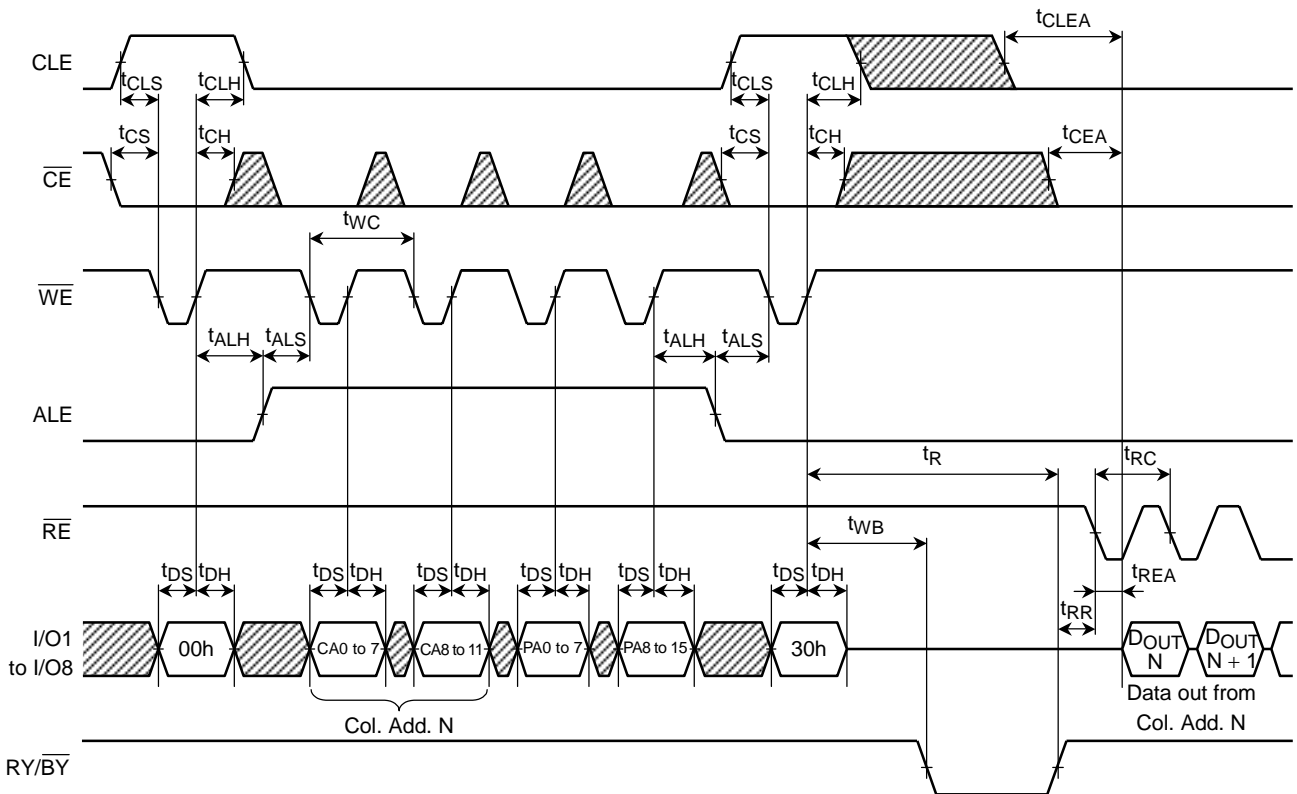 tCLEA
CLE
tCLS tCLH tCLS tCLH
tCS tCH tCS tCH tCEA
CE
tWC
WE
tALH tALS tALH tALS
ALE
tR tRC
RE
tWB
tDS tDH tDS tDH tDS tDH tDS tDH tDS tDH tDS tDH tREA
tRR
I/O1
to I/O8
00h CA0 to 7 CA8 to 11 PA0 to 7 PA8 to 15 30h
DOUT
N
DOUT
N + 1
Data out from
Col. Add. N
Col. Add. N
RY/BY